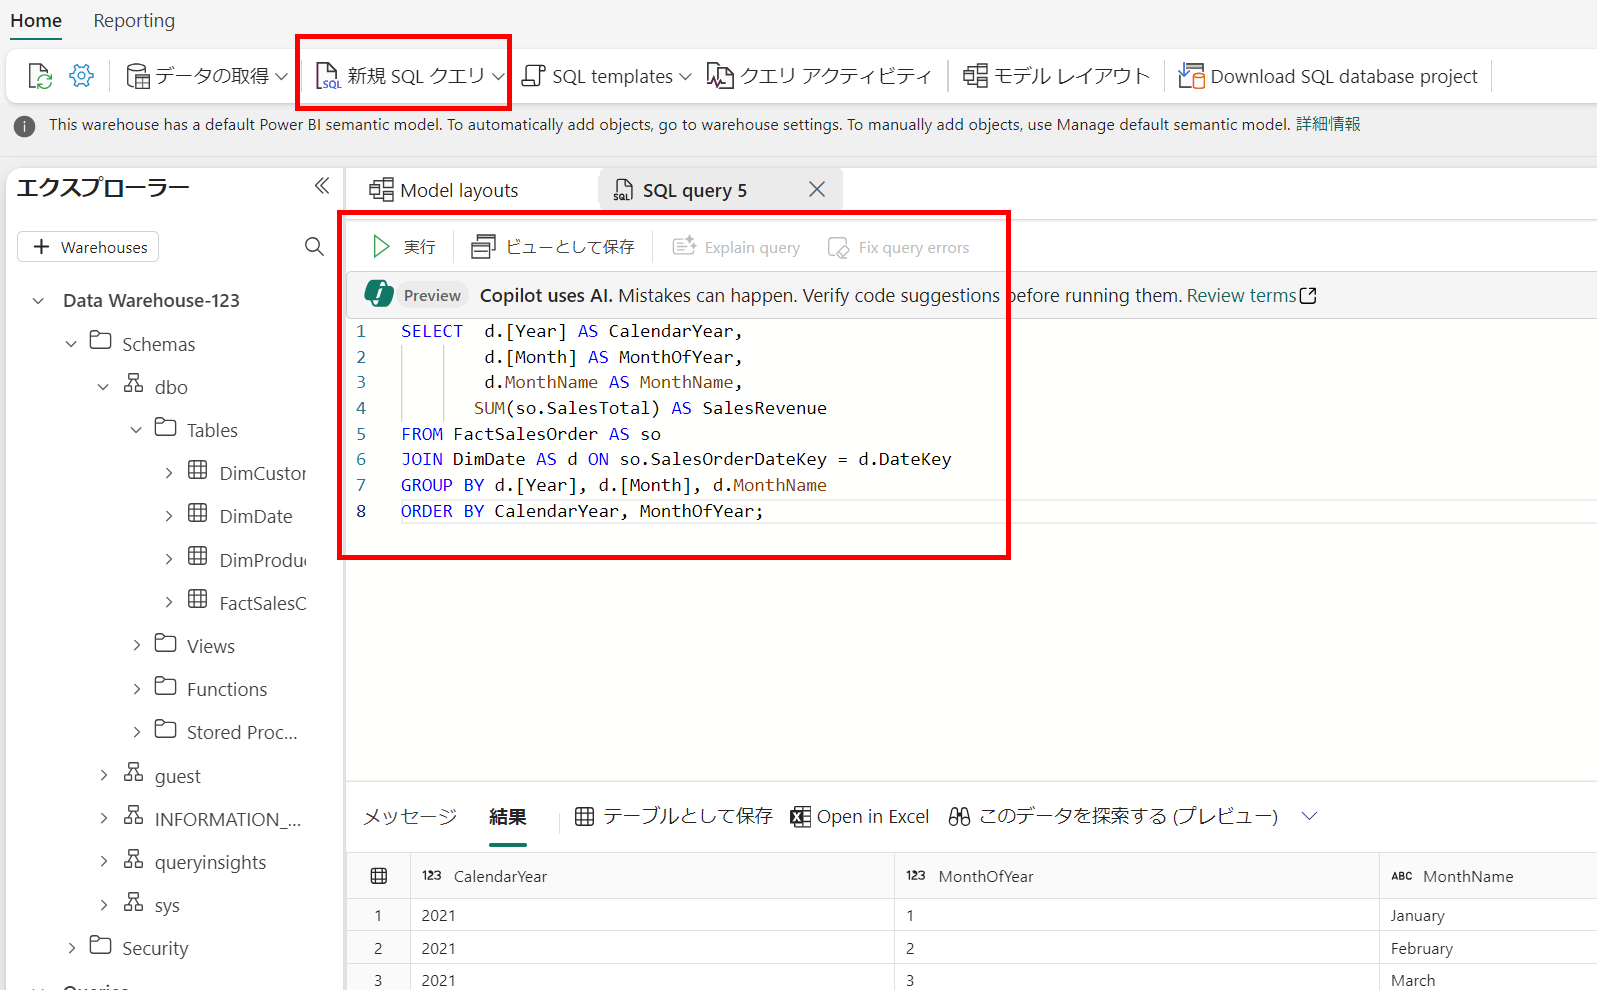 Home Reporting
データの取得 新規 SQL クエリ SQL templates クエリ アクティビティ モデル レイアウト Download SQL database project
This warehouse has a default Power BI semantic model. To automatically add objects, go to warehouse settings. To manually add objects, use Manage default semantic model. 詳細情報
エクスプローラー
Warehouses
Data Warehouse-123
Schemas
dbo
Tables
DimCustor
DimDate
DimProduc
FactSalesC
Views
Functions
Stored Proc...
guest
INFORMATION_...
queryinsights
sys
Security
Queries
Model layouts SQL query 5
実行 ビューとして保存 Explain query Fix query errors
Preview Copilot uses AI. Mistakes can happen. Verify code suggestions before running them. Review terms
1 SELECT d.[Year] AS CalendarYear,
2 d.[Month] AS MonthOfYear,
3 d.MonthName AS MonthName,
4 SUM(so.SalesTotal) AS SalesRevenue
5 FROM FactSalesOrder AS so
6 JOIN DimDate AS d ON so.SalesOrderDateKey = d.DateKey
7 GROUP BY d.[Year], d.[Month], d.MonthName
8 ORDER BY CalendarYear, MonthOfYear;
メッセージ 結果 テーブルとして保存 Open in Excel このデータを探索する (プレビュー)
123 CalendarYear 123 MonthOfYear ABC MonthName
1 2021 1 January
2 2021 2 February
3 2021 3 March